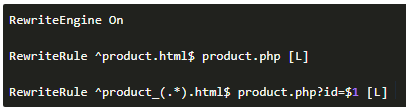 RewriteEngine On
RewriteRule ^product.html$ product.php [L]
RewriteRule ^product_(.*).html$ product.php?id=$1 [L]